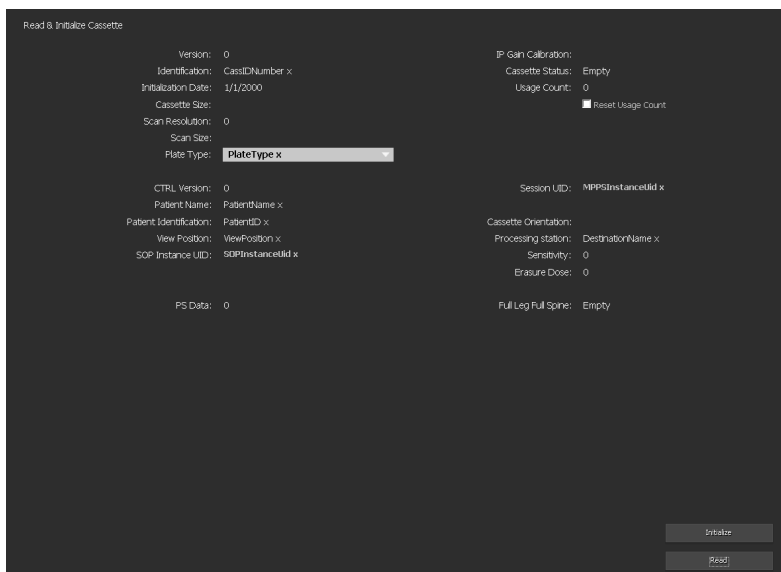 Read & Initialize Cassette
Version: 0
Identification: CassIDNumber x
Initialization Date: 1/1/2000
Cassette Size:
Scan Resolution: 0
Scan Size:
Plate Type: PlateType x
IP Gain Calibration:
Cassette Status: Empty
Usage Count: 0
Reset Usage Count
CTRL Version: 0
Patient Name: PatientName x
Patient Identification: PatientID x
View Position: ViewPosition x
SOP Instance UID: SOPInstanceUid x
Session UID: MPPSInstanceUid x
Cassette Orientation:
Processing station: DestinationName x
Sensitivity: 0
Erasure Dose: 0
PS Data: 0
Full Leg Full Spine: Empty
Initialize
Read